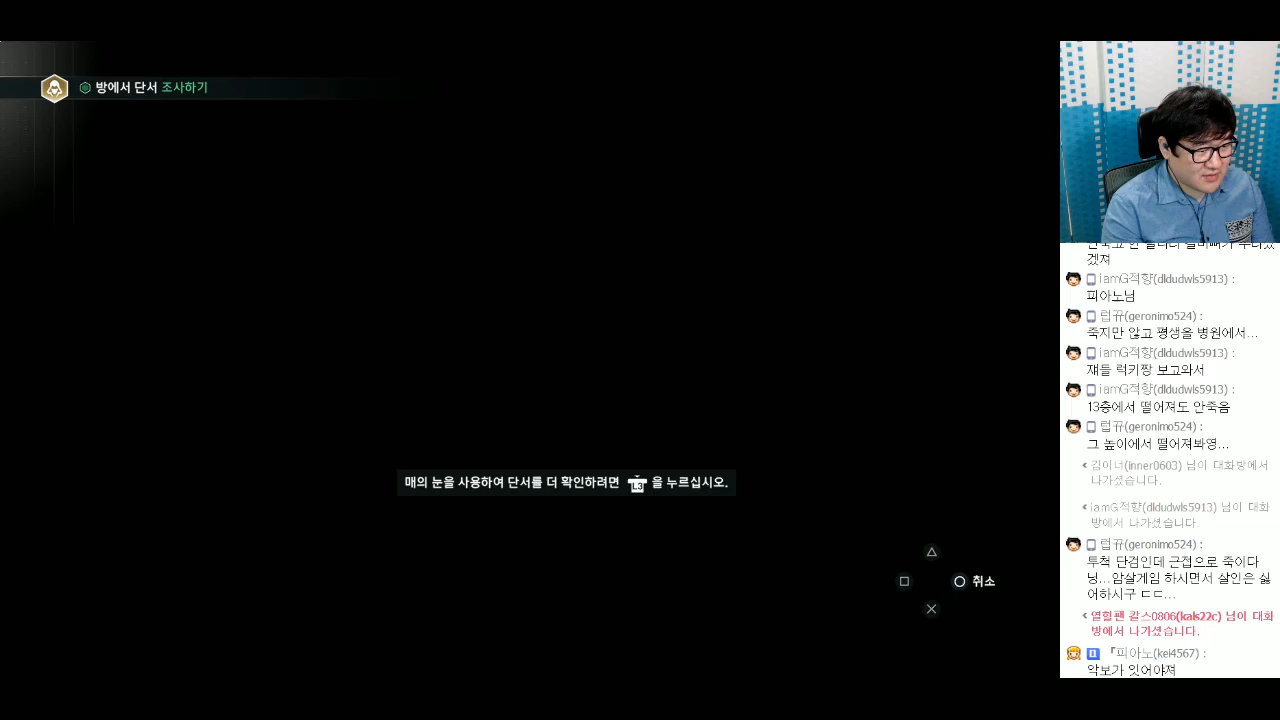 방에서 단서 조사하기
매의 눈을 사용하여 단서를 더 확인하려면 L3 을 누르십시오.
취소
겠져
iamG적향(dldudwls5913) :
피아노님
럽뀨(geronimo524) :
죽지만 않고 평생을 병원에서...
iamG적향(dldudwls5913) :
쟤들 럭키짱 보고와서
iamG적향(dldudwls5913) :
13층에서 떨어져도 안죽음
럽뀨(geronimo524) :
그 높이에서 떨어져봐영...
김이너(inner0603) 님이 대화방에서
나가셨습니다.
iamG적향(dldudwls5913) 님이 대화
방에서 나가셨습니다.
럽뀨(geronimo524) :
투척 단검인데 근접으로 죽이다
닝...암살게임 하시면서 살인은 싫
어하시구 ㄷㄷ...
열혈팬 칼스0806(kals22c) 님이 대화
방에서 나가셨습니다.
『피아노(kei4567) :
악보가 잇어야져